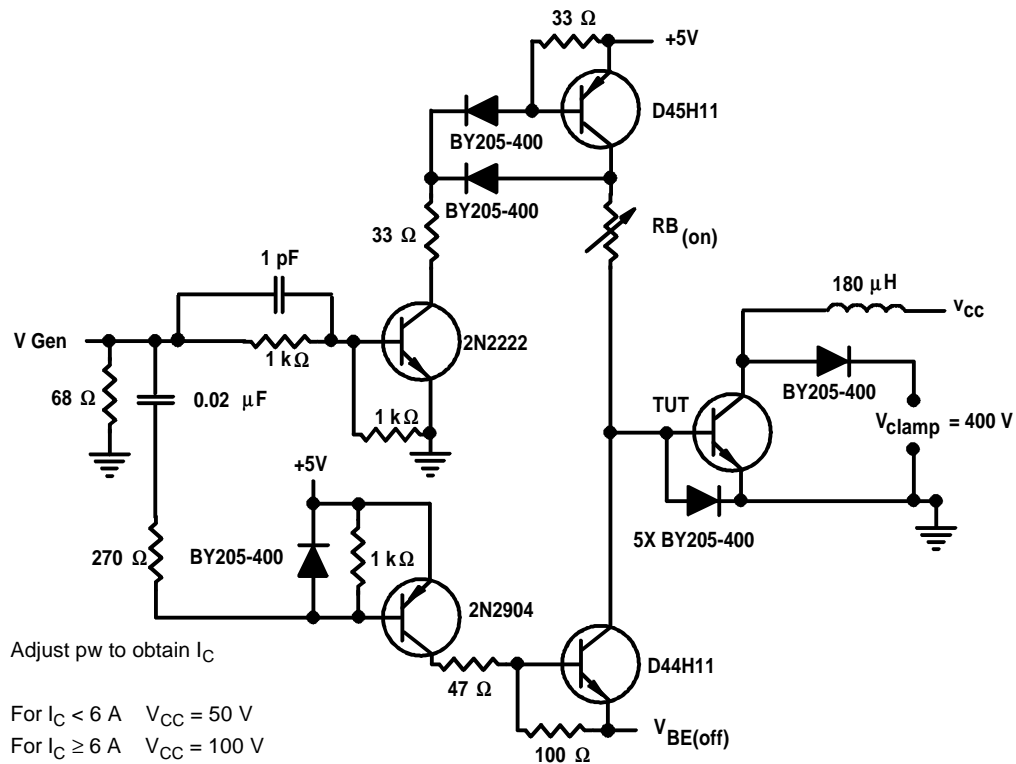 33 Ω
+5V
D45H11
BY205-400
BY205-400
33 Ω
RB(on)
1 pF
180 μH
vCC
V Gen
1 kΩ
2N2222
BY205-400
68 Ω
0.02 μF
TUT
Vclamp = 400 V
1 kΩ
+5V
5X BY205-400
270 Ω
BY205-400
1 kΩ
2N2904
Adjust pw to obtain IC
D44H11
47 Ω
For IC < 6 A VCC = 50 V
VBE(off)
For IC ≥ 6 A VCC = 100 V
100 Ω